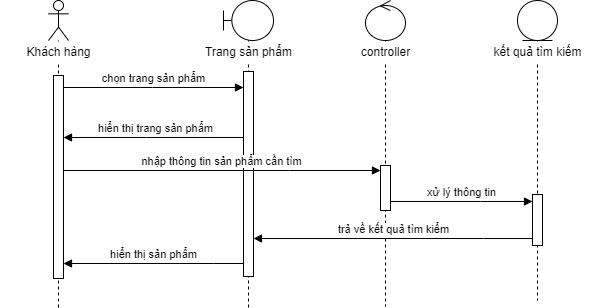 Khách hàng
Trang sản phẩm
controller
kết quả tìm kiếm
chọn trang sản phẩm
hiển thị trang sản phẩm
nhập thông tin sản phẩm cần tìm
xử lý thông tin
trả về kết quả tìm kiểm
hiển thị sản phẩm